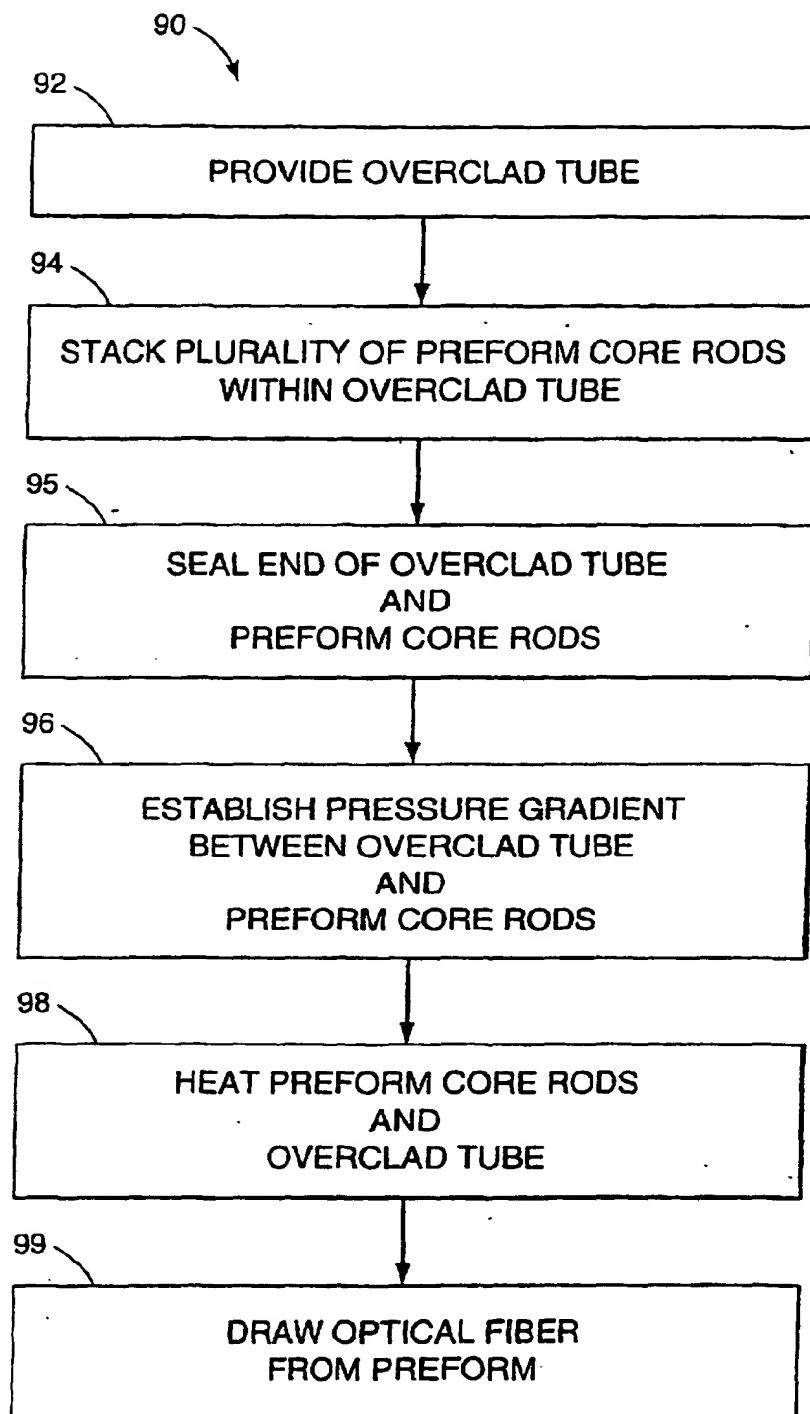 90
92
PROVIDE OVERCLAD TUBE
94
STACK PLURALITY OF PREFORM CORE RODS
WITHIN OVERCLAD TUBE
95
SEAL END OF OVERCLAD TUBE
AND
PREFORM CORE RODS
96
ESTABLISH PRESSURE GRADIENT
BETWEEN OVERCLAD TUBE
AND
PREFORM CORE RODS
98
HEAT PREFORM CORE RODS
AND
OVERCLAD TUBE
99
DRAW OPTICAL FIBER
FROM PREFORM